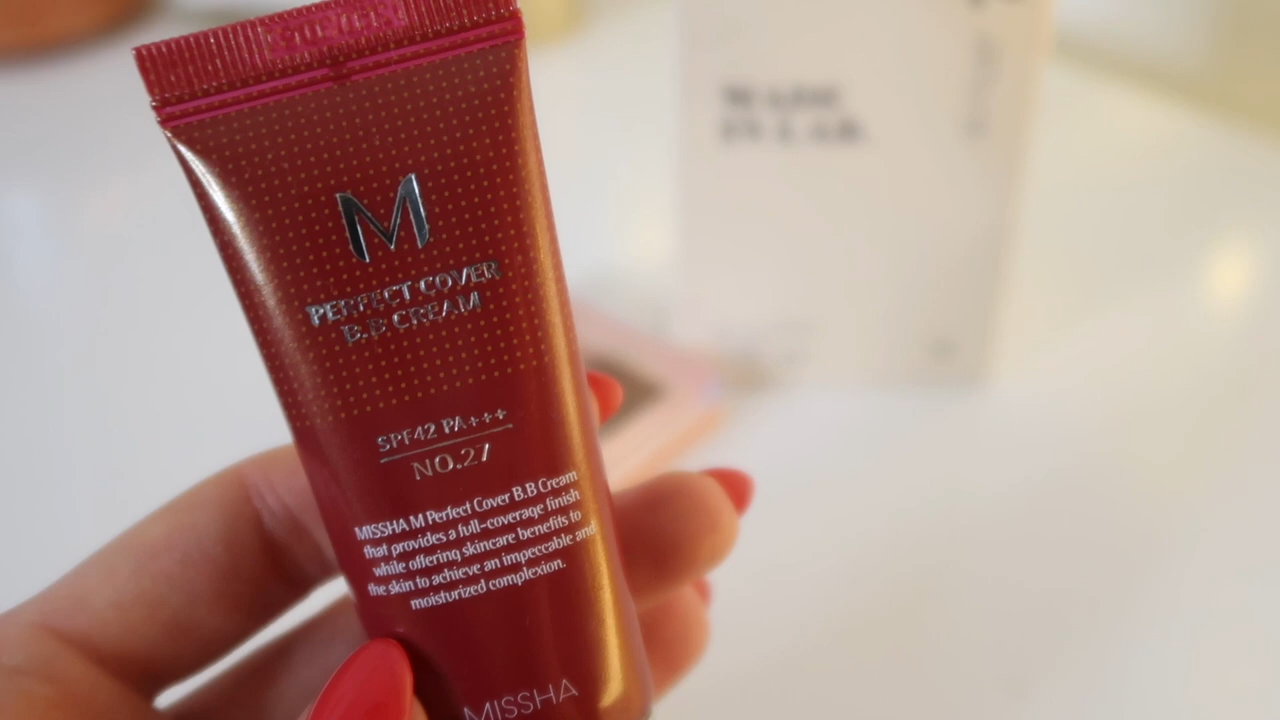 M
PERFECT COVER
B.B CREAM
SPF42 PA+++
NO.27
MISSHA M Perfect Cover B.B Cream
that provides a full-coverage finish
while offering skincare benefits to
the skin to achieve an impeccable and
moisturized complexion.
MISSHA